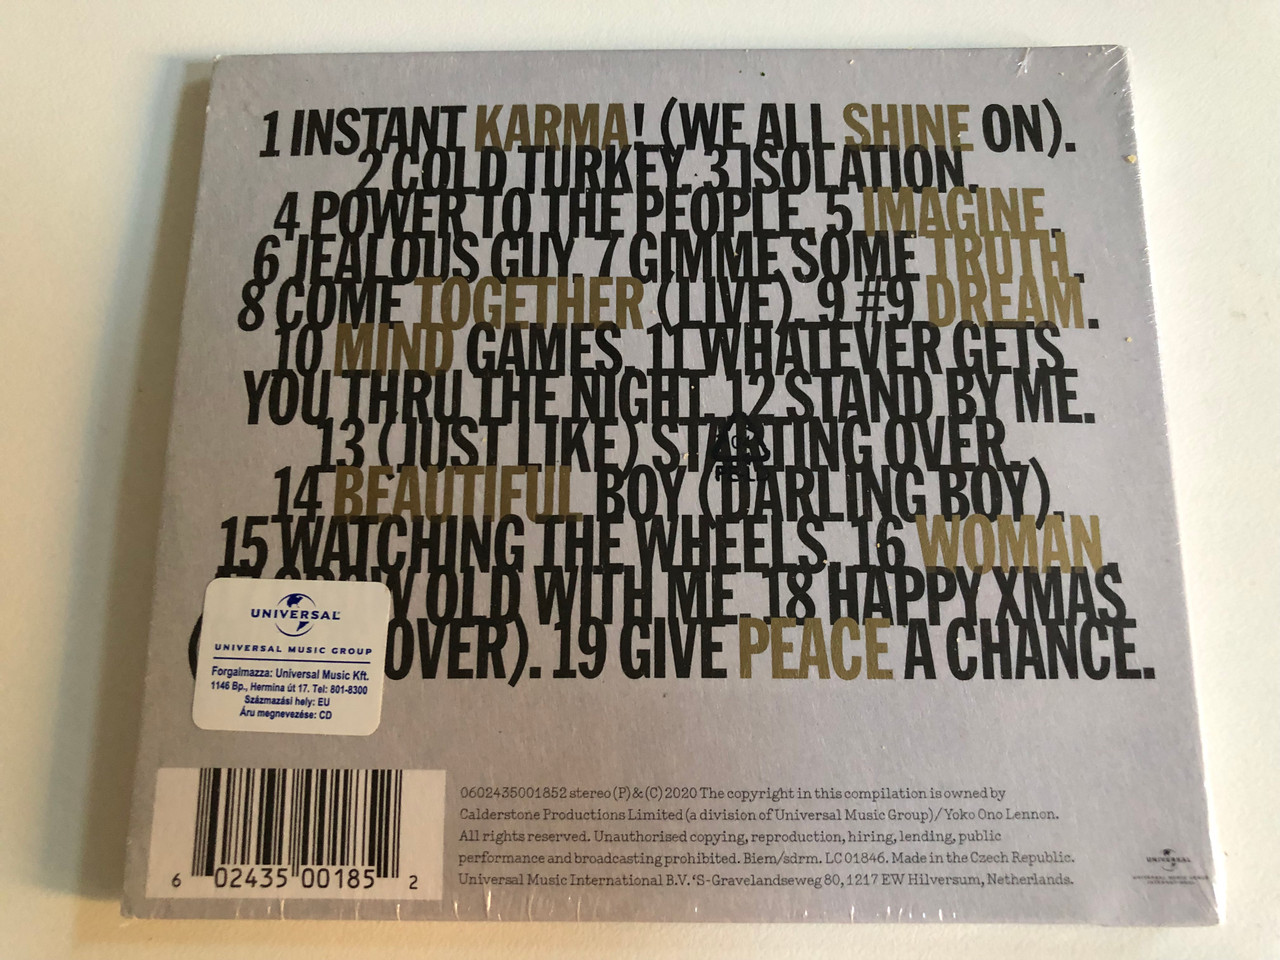 1 INSTANT KARMA! (WE ALL SHINE ON).
2 COLD TURKEY. 3 ISOLATION.
4 POWER TO THE PEOPLE. 5 IMAGINE.
6 JEALOUS GUY. 7 GIMME SOME TRUTH.
8 COME TOGETHER (LIVE). 9 #9 DREAM.
10 MIND GAMES. 11 WHATEVER GETS
YOU THRU THE NIGHT. 12 STAND BY ME.
13 (JUST LIKE) STARTING OVER.
14 BEAUTIFUL BOY (DARLING BOY).
15 WATCHING THE WHEELS. 16 WOMAN.
OLD WITH ME. 18 HAPPY XMAS
OVER). 19 GIVE PEACE A CHANCE.
UNIVERSAL
UNIVERSAL MUSIC GROUP
Forgalmazza: Universal Music Kft.
1146 Bp., Hermina út 17. Tel: 801-8300
Százmazási hely: EU
Áru megnevezése: CD
6 02435 00185 2
0602435001852 stereo (P) & (C) 2020 The copyright in this compilation is owned by
Calderstone Productions Limited (a division of Universal Music Group)/Yoko Ono Lennon.
All rights reserved. Unauthorised copying, reproduction, hiring, lending, public
performance and broadcasting prohibited. Biem/sdrm. LC 01846. Made in the Czech Republic.
Universal Music International B.V. 'S-Gravelandseweg 80, 1217 EW Hilversum, Netherlands.
UNIVERSAL